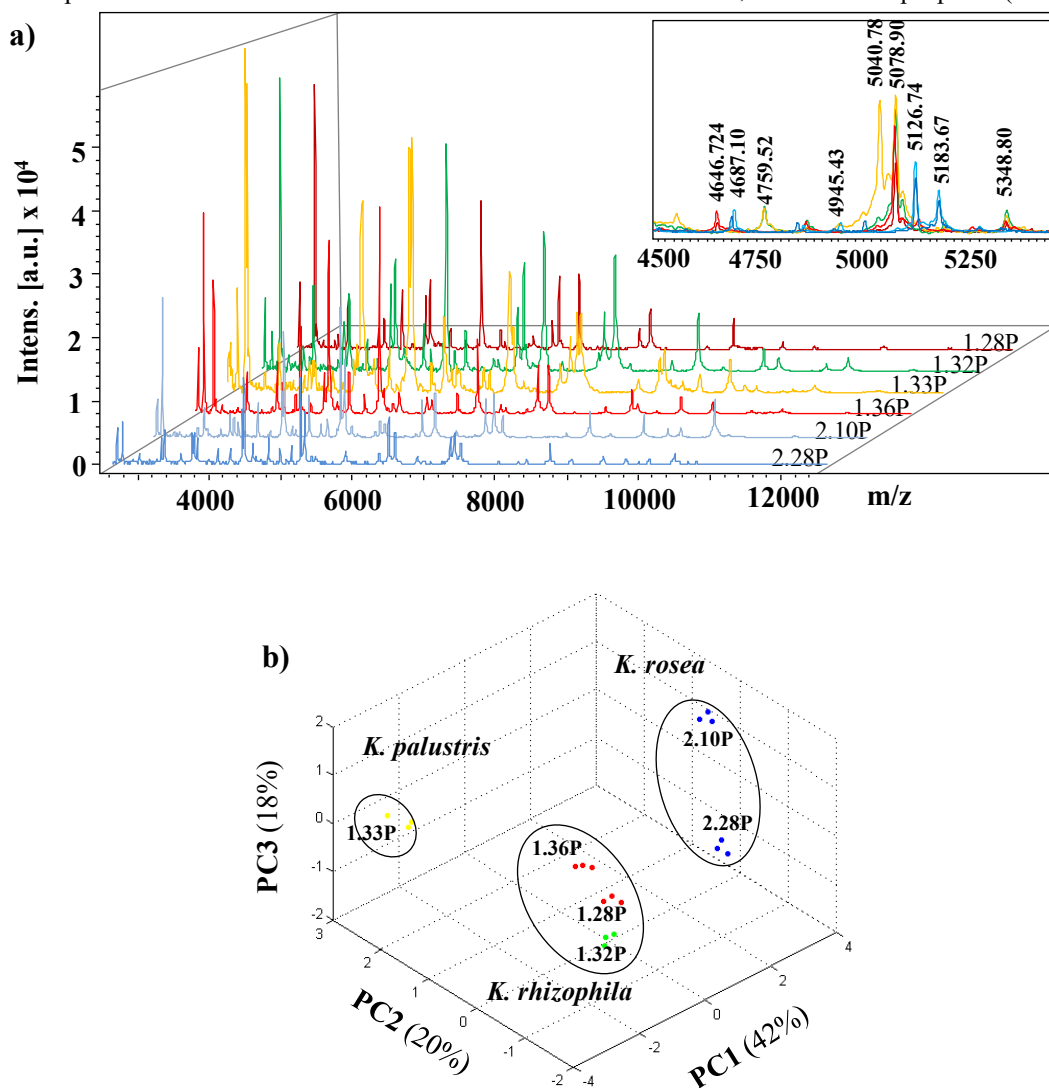 a)
5040.78
5078.90
5126.74
5183.67
4646.724
4687.10
4759.52
4945.43
5348.80
4500 4750 5000 5250
Intens. [a.u.] x 10⁴
5
4
3
2
1
0
1.28P
1.32P
1.33P
1.36P
2.10P
2.28P
4000 6000 8000 10000 12000 m/z
b)
K. rosea
2.10P
2.28P
K. palustris
1.33P
1.36P
1.28P
1.32P
K. rhizophila
PC3 (18%)
2
1
0
-1
-2
3
2
1
0
-1
-2
PC2 (20%)
-4
-2
0
2
4
PC1 (42%)